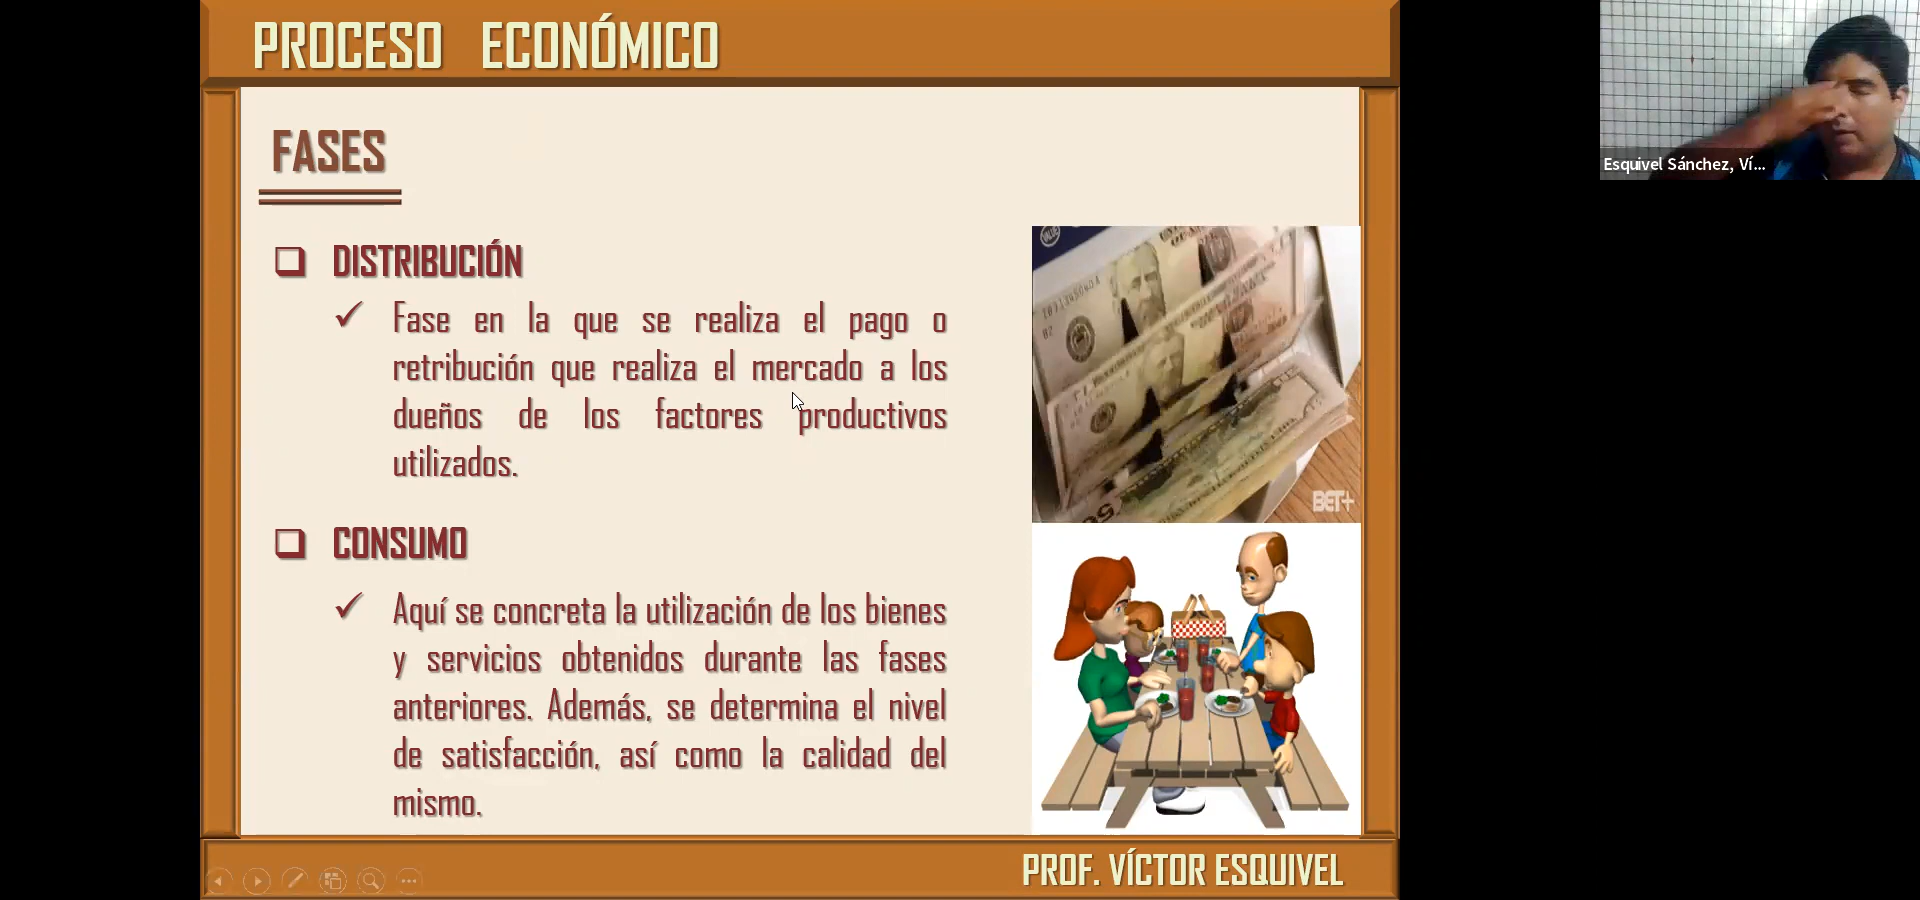 PROCESO ECONÓMICO
Esquivel Sánchez, Ví...
FASES
DISTRIBUCIÓN
Fase en la que se realiza el pago o
retribución que realiza el mercado a los
dueños de los factores productivos
utilizados.
VALUE
BET+
CONSUMO
Aquí se concreta la utilización de los bienes
y servicios obtenidos durante las fases
anteriores. Además, se determina el nivel
de satisfacción, así como la calidad del
mismo.
PROF. VÍCTOR ESQUIVEL